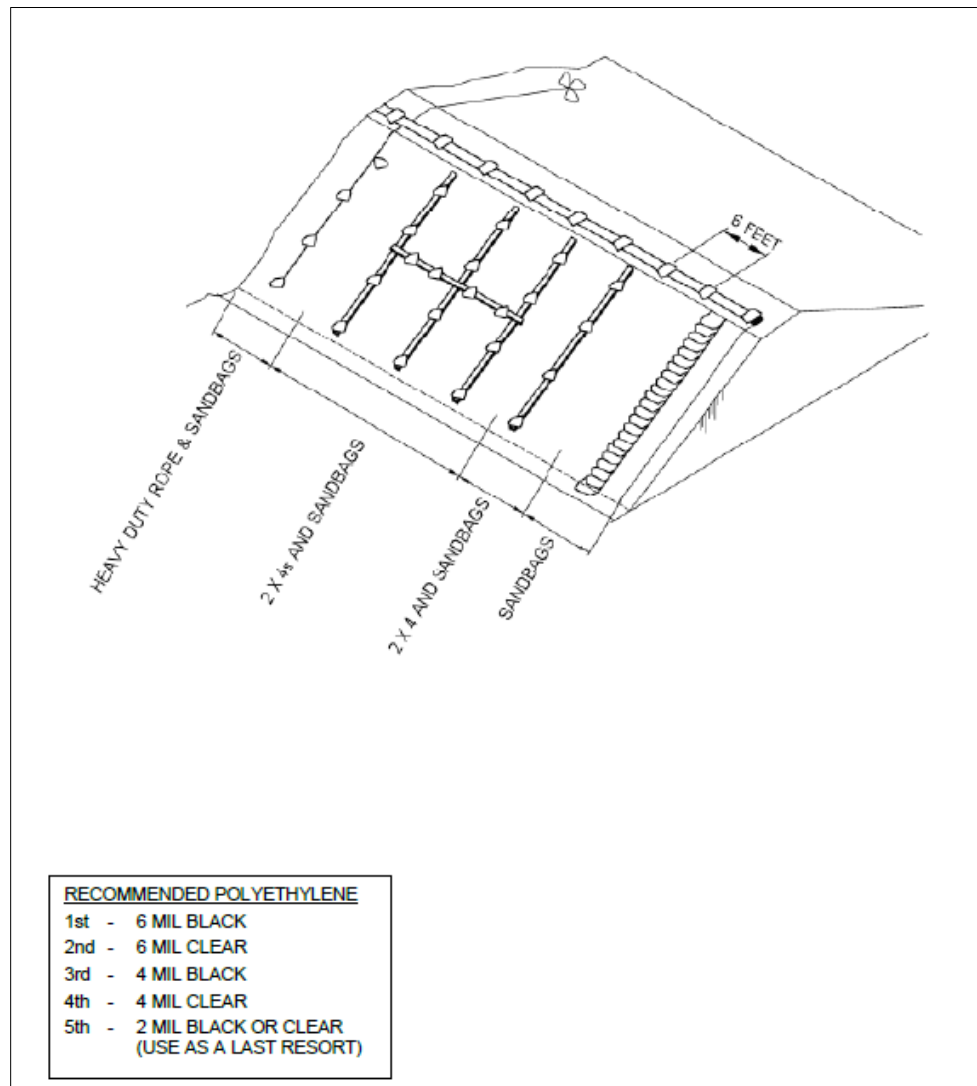 6 FEET
HEAVY DUTY ROPE & SANDBAGS
2 X 4s AND SANDBAGS
2 X 4 AND SANDBAGS
SANDBAGS
RECOMMENDED POLYETHYLENE
1st - 6 MIL BLACK
2nd - 6 MIL CLEAR
3rd - 4 MIL BLACK
4th - 4 MIL CLEAR
5th - 2 MIL BLACK OR CLEAR
(USE AS A LAST RESORT)